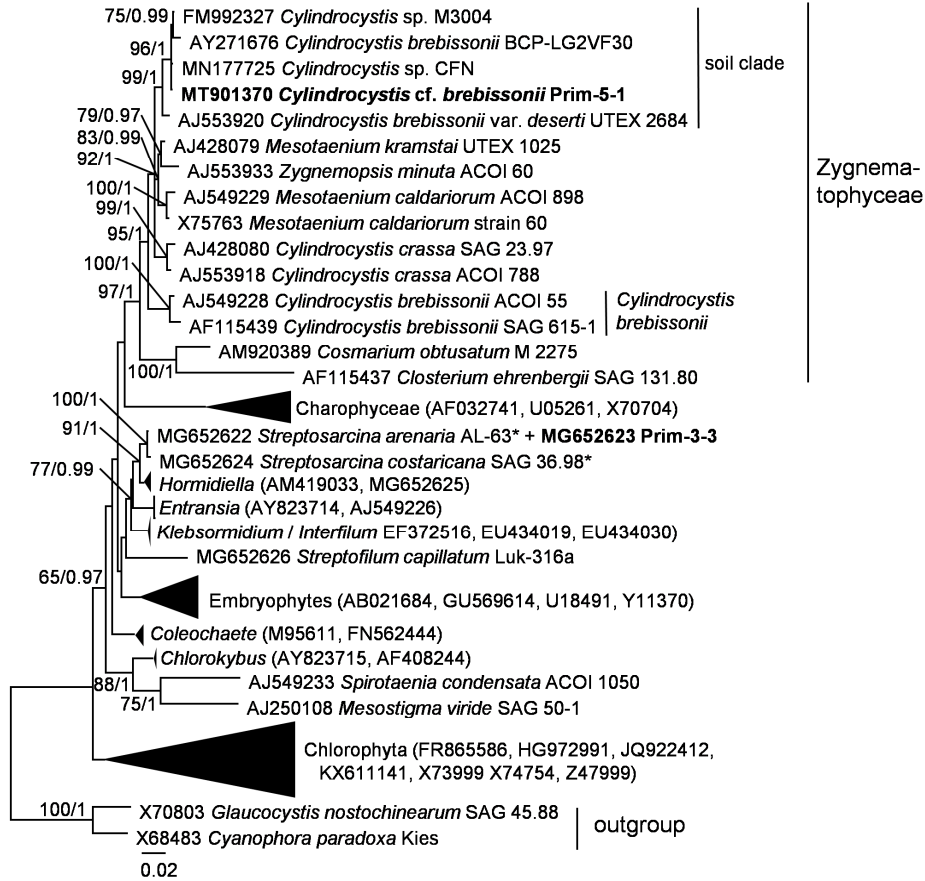 75/0.99 FM992327 Cylindrocystis sp. M3004
AY271676 Cylindrocystis brebissonii BCP-LG2VF30
96/1
MN177725 Cylindrocystis sp. CFN
soil clade
99/1
MT901370 Cylindrocystis cf. brebissonii Prim-5-1
79/0.97
AJ553920 Cylindrocystis brebissonii var. deserti UTEX 2684
83/0.99
AJ428079 Mesotaenium kramstai UTEX 1025
92/1
AJ553933 Zygnemopsis minuta ACOI 60
Zygnema-
tophyceae
100/1
AJ549229 Mesotaenium caldariorum ACOI 898
99/1
X75763 Mesotaenium caldariorum strain 60
95/1
AJ428080 Cylindrocystis crassa SAG 23.97
100/1
AJ553918 Cylindrocystis crassa ACOI 788
97/1
AJ549228 Cylindrocystis brebissonii ACOI 55
AF115439 Cylindrocystis brebissonii SAG 615-1
Cylindrocystis
brebissonii
AM920389 Cosmarium obtusatum M 2275
100/1
AF115437 Closterium ehrenbergii SAG 131.80
100/1
Charophyceae (AF032741, U05261, X70704)
91/1
MG652622 Streptosarcina arenaria AL-63* + MG652623 Prim-3-3
MG652624 Streptosarcina costaricana SAG 36.98*
77/0.99
Hormidiella (AM419033, MG652625)
Entransia (AY823714, AJ549226)
Klebsormidium / Interfilum EF372516, EU434019, EU434030)
MG652626 Streptofilum capillatum Luk-316a
65/0.97
Embryophytes (AB021684, GU569614, U18491, Y11370)
Coleochaete (M95611, FN562444)
Chlorokybus (AY823715, AF408244)
88/1
AJ549233 Spirotaenia condensata ACOI 1050
75/1
AJ250108 Mesostigma viride SAG 50-1
Chlorophyta (FR865586, HG972991, JQ922412,
KX611141, X73999 X74754, Z47999)
100/1
X70803 Glaucocystis nostochinearum SAG 45.88
X68483 Cyanophora paradoxa Kies
outgroup
0.02